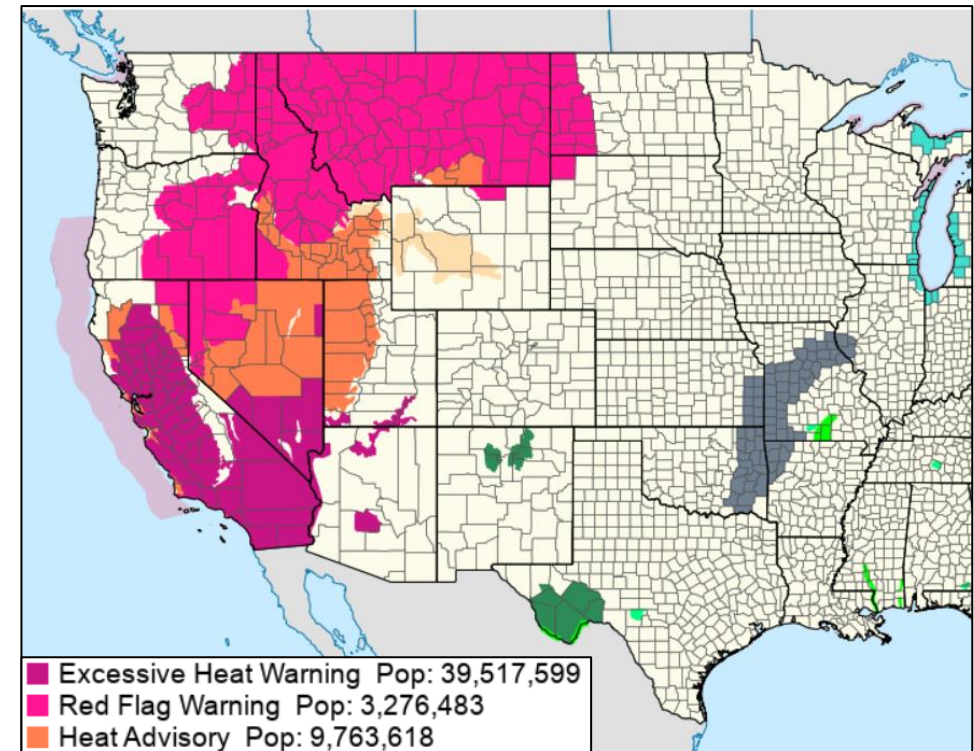 Excessive Heat Warning Pop: 39,517,599
Red Flag Warning Pop: 3,276,483
Heat Advisory Pop: 9,763,618